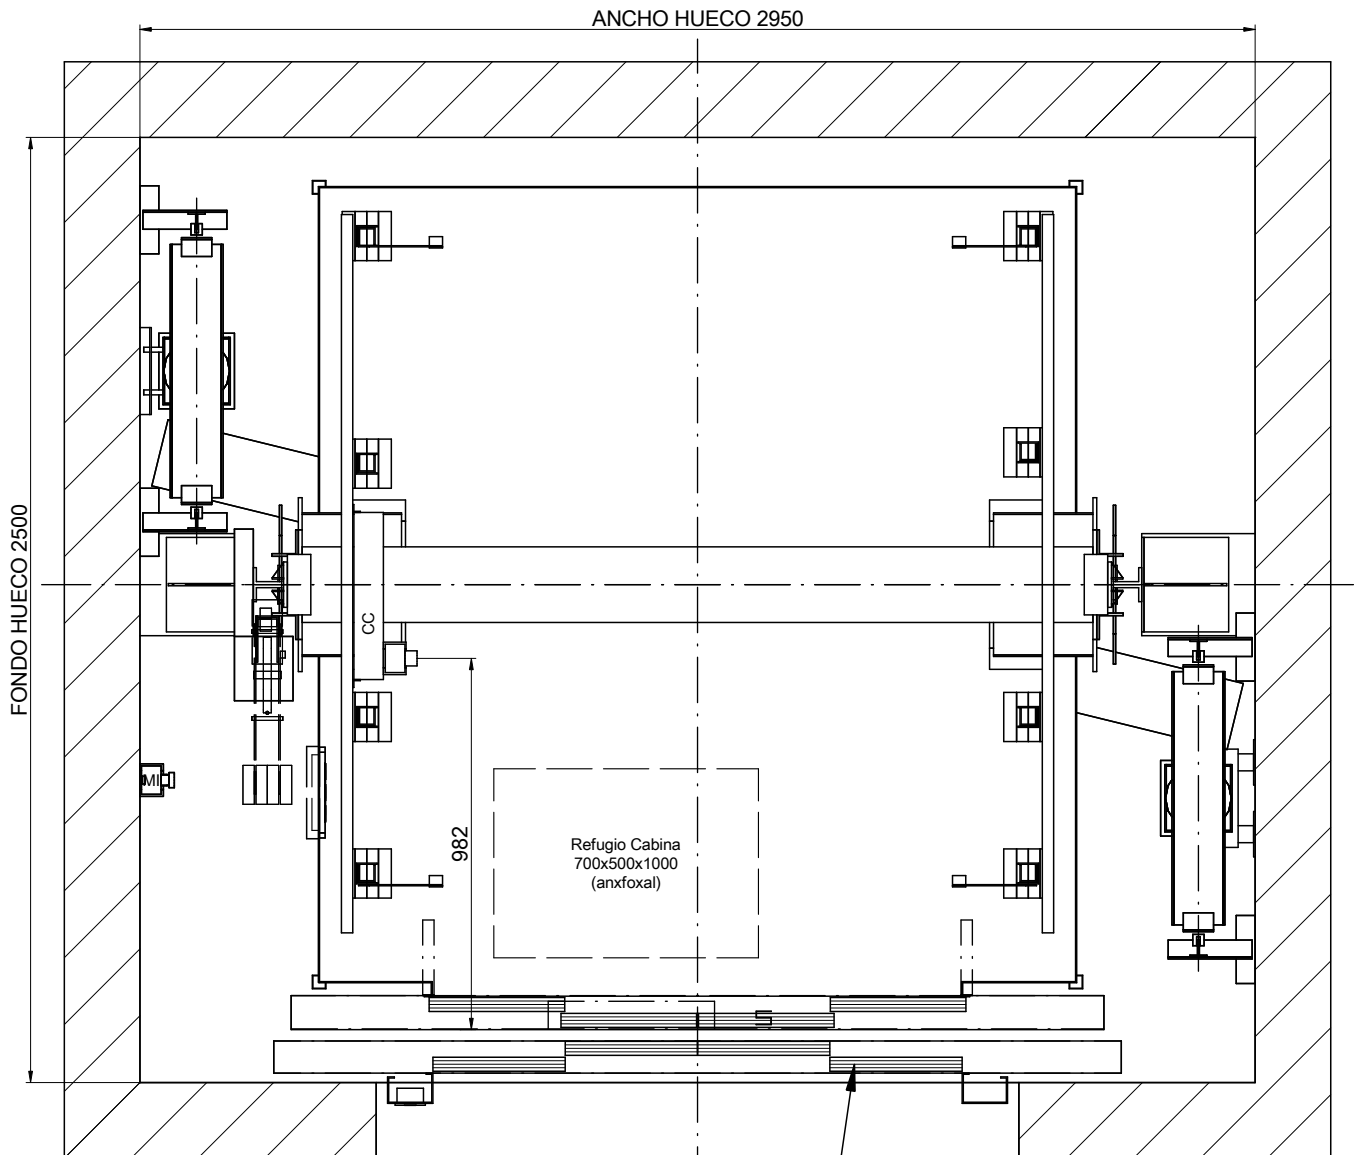 ANCHO HUECO 2950
FONDO HUECO 2500
CC
MI
982
Refugio Cabina
700x500x1000
(anxfoxal)